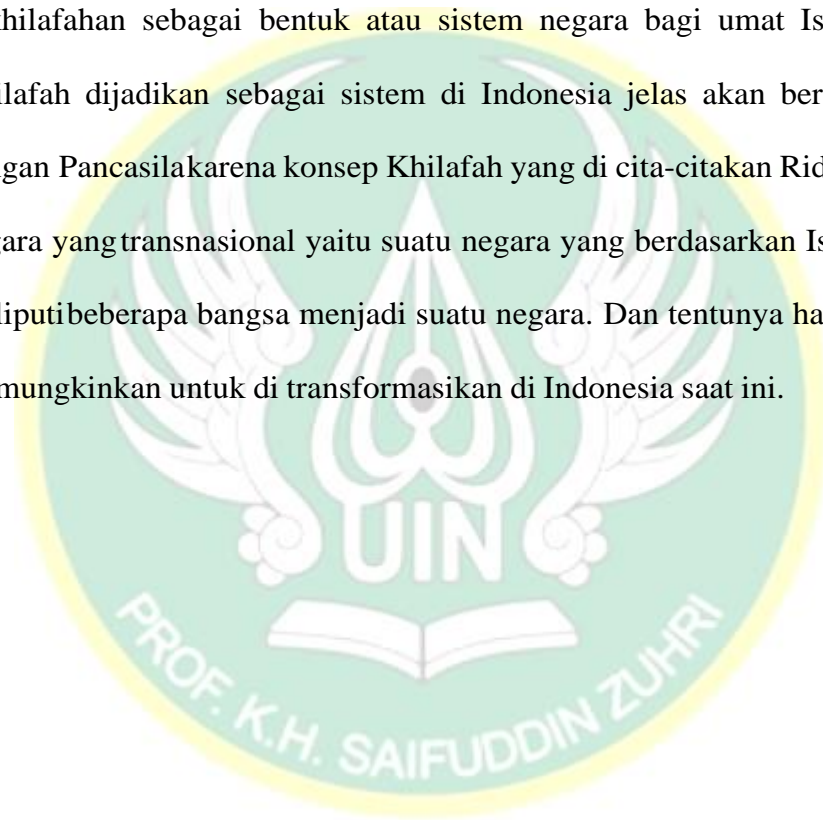 khilafahan sebagai bentuk atau sistem negara bagi umat Is
ilafah dijadikan sebagai sistem di Indonesia jelas akan ber
gan Pancasilakarena konsep Khilafah yang di cita-citakan Rid
gara yangtransnasional yaitu suatu negara yang berdasarkan Is
liputibeberapa bangsa menjadi suatu negara. Dan tentunya ha
mungkinkan untuk di transformasikan di Indonesia saat ini.
UIN
PROF. K.H. SAIFUDDIN ZUHRI